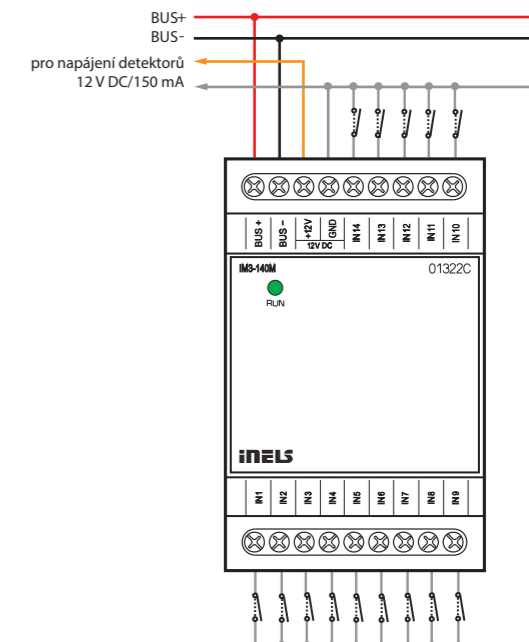 BUS+
BUS-
pro napájení detektorů
12 V DC/150 mA
BUS + BUS – +12V GND IN14 IN13 IN12 IN11 IN10
12V DC
IM3-140M 01322C
RUN
iNELS
IN1 IN2 IN3 IN4 IN5 IN6 IN7 IN8 IN9